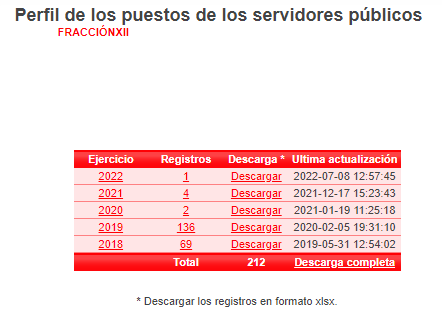 Perfil de los puestos de los servidores públicos
FRACCIÓNXII
Ejercicio Registros Descarga * Ultima actualización
2022 1 Descargar 2022-07-08 12:57:45
2021 4 Descargar 2021-12-17 15:23:43
2020 2 Descargar 2021-01-19 11:25:18
2019 136 Descargar 2020-02-05 19:31:10
2018 69 Descargar 2019-05-31 12:54:02
Total 212 Descarga completa
* Descargar los registros en formato xlsx.